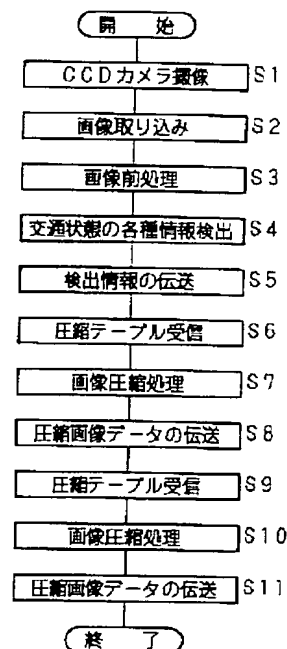 開 始
CCDカメラ撮像 S1
画像取り込み S2
画像前処理 S3
交通状態の各種情報検出 S4
検出情報の伝送 S5
圧縮テーブル受信 S6
画像圧縮処理 S7
圧縮画像データの伝送 S8
圧縮テーブル受信 S9
画像圧縮処理 S10
圧縮画像データの伝送 S11
終 了